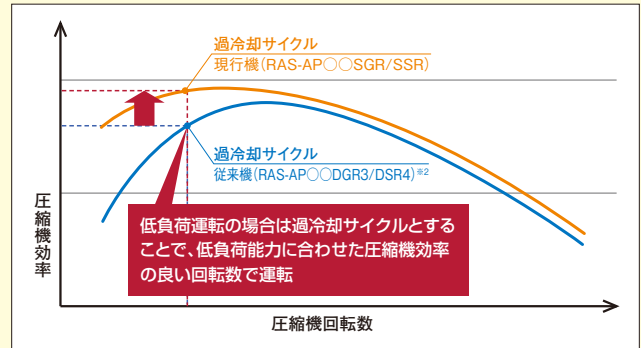 過冷却サイクル
現行機(RAS-AP○○SGR/SSR)
過冷却サイクル
従来機(RAS-AP○○DGR3/DSR4)※2
圧縮機効率
低負荷運転の場合は過冷却サイクルとする
ことで、低負荷能力に合わせた圧縮機効率
の良い回転数で運転
圧縮機回転数